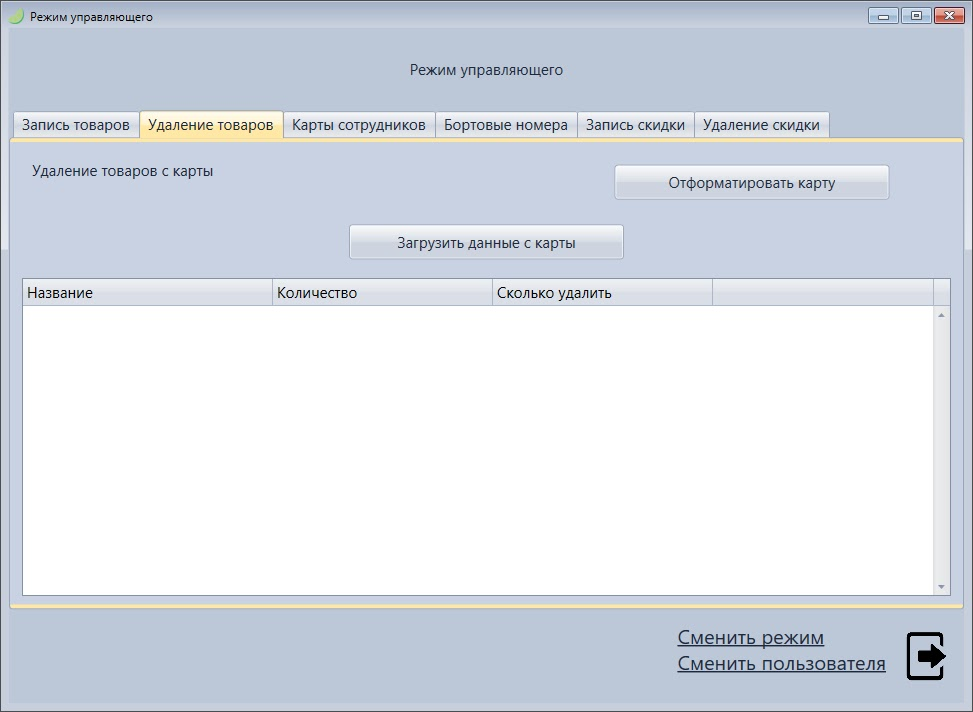 Режим управляющего
Режим управляющего
Запись товаров Удаление товаров Карты сотрудников Бортовые номера Запись скидки Удаление скидки
Удаление товаров с карты
Отформатировать карту
Загрузить данные с карты
Название Количество Сколько удалить
Сменить режим
Сменить пользователя